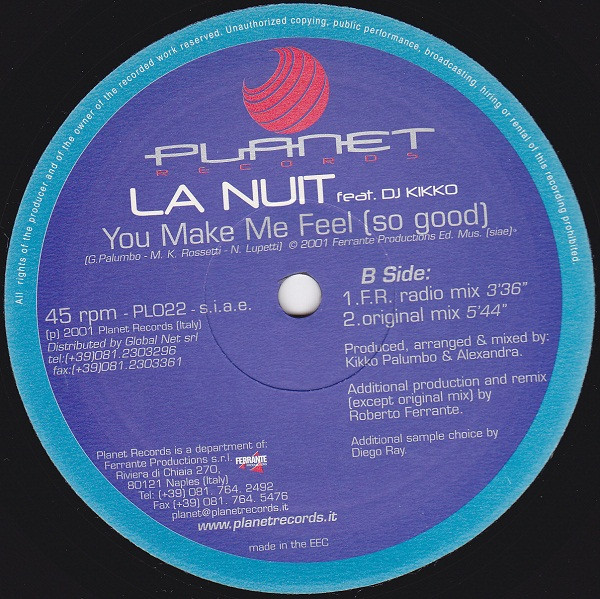 All rights of the producer and of the owner of the recorded work reserved. Unauthorized copying, public performance, broadcasting, hiring or rental of this recording prohibited.
PLANET
RECORDS
LA NUIT feat. DJ KIKKO
You Make Me Feel (so good)
(G.Palumbo - M. K. Rossetti - N. Lupetti) © 2001 Ferrante Productions Ed. Mus. (siae)*
45 rpm - PL022 - s.i.a.e.
(p) 2001 Planet Records (Italy)
Distributed by Global Net srl
tel:(+39)081.2303296
fax:(+39)081.2303361
B Side:
1.F.R. radio mix 3'36"
2.original mix 5'44"
Produced, arranged & mixed by:
Kikko Palumbo & Alexandra.
Additional production and remix
(except original mix) by
Roberto Ferrante.
Additional sample choice by
Diego Ray.
Planet Records is a department of:
Ferrante Productions s.r.l.
Riviera di Chiaia 270,
80121 Naples (Italy)
Tel: (+39) 081. 764. 2492
Fax (+39) 081. 764. 5476
planet@planetrecords.it
FERRANTE
www.planetrecords.it
made in the EEC